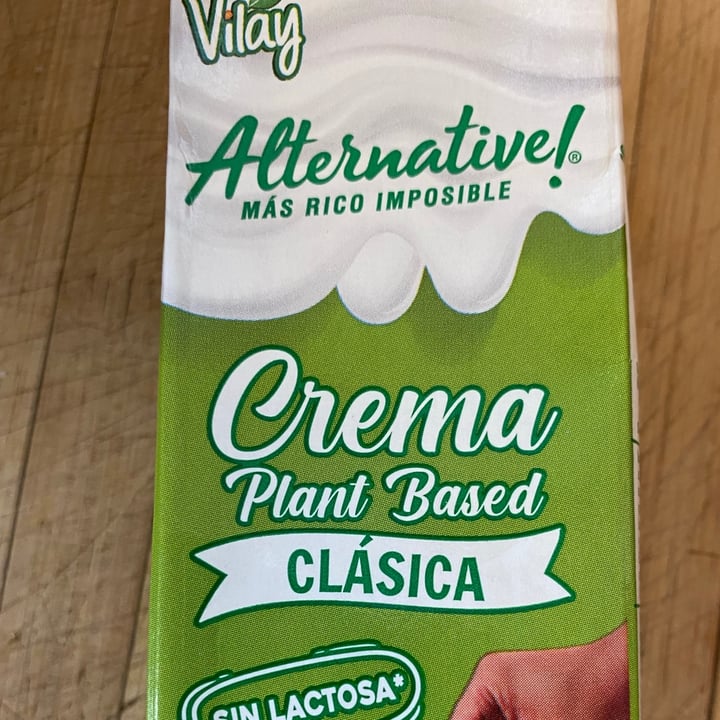 Vilay
Alternative!®
MÁS RICO IMPOSIBLE
Crema
Plant Based
CLÁSICA
SIN LACTOSA*